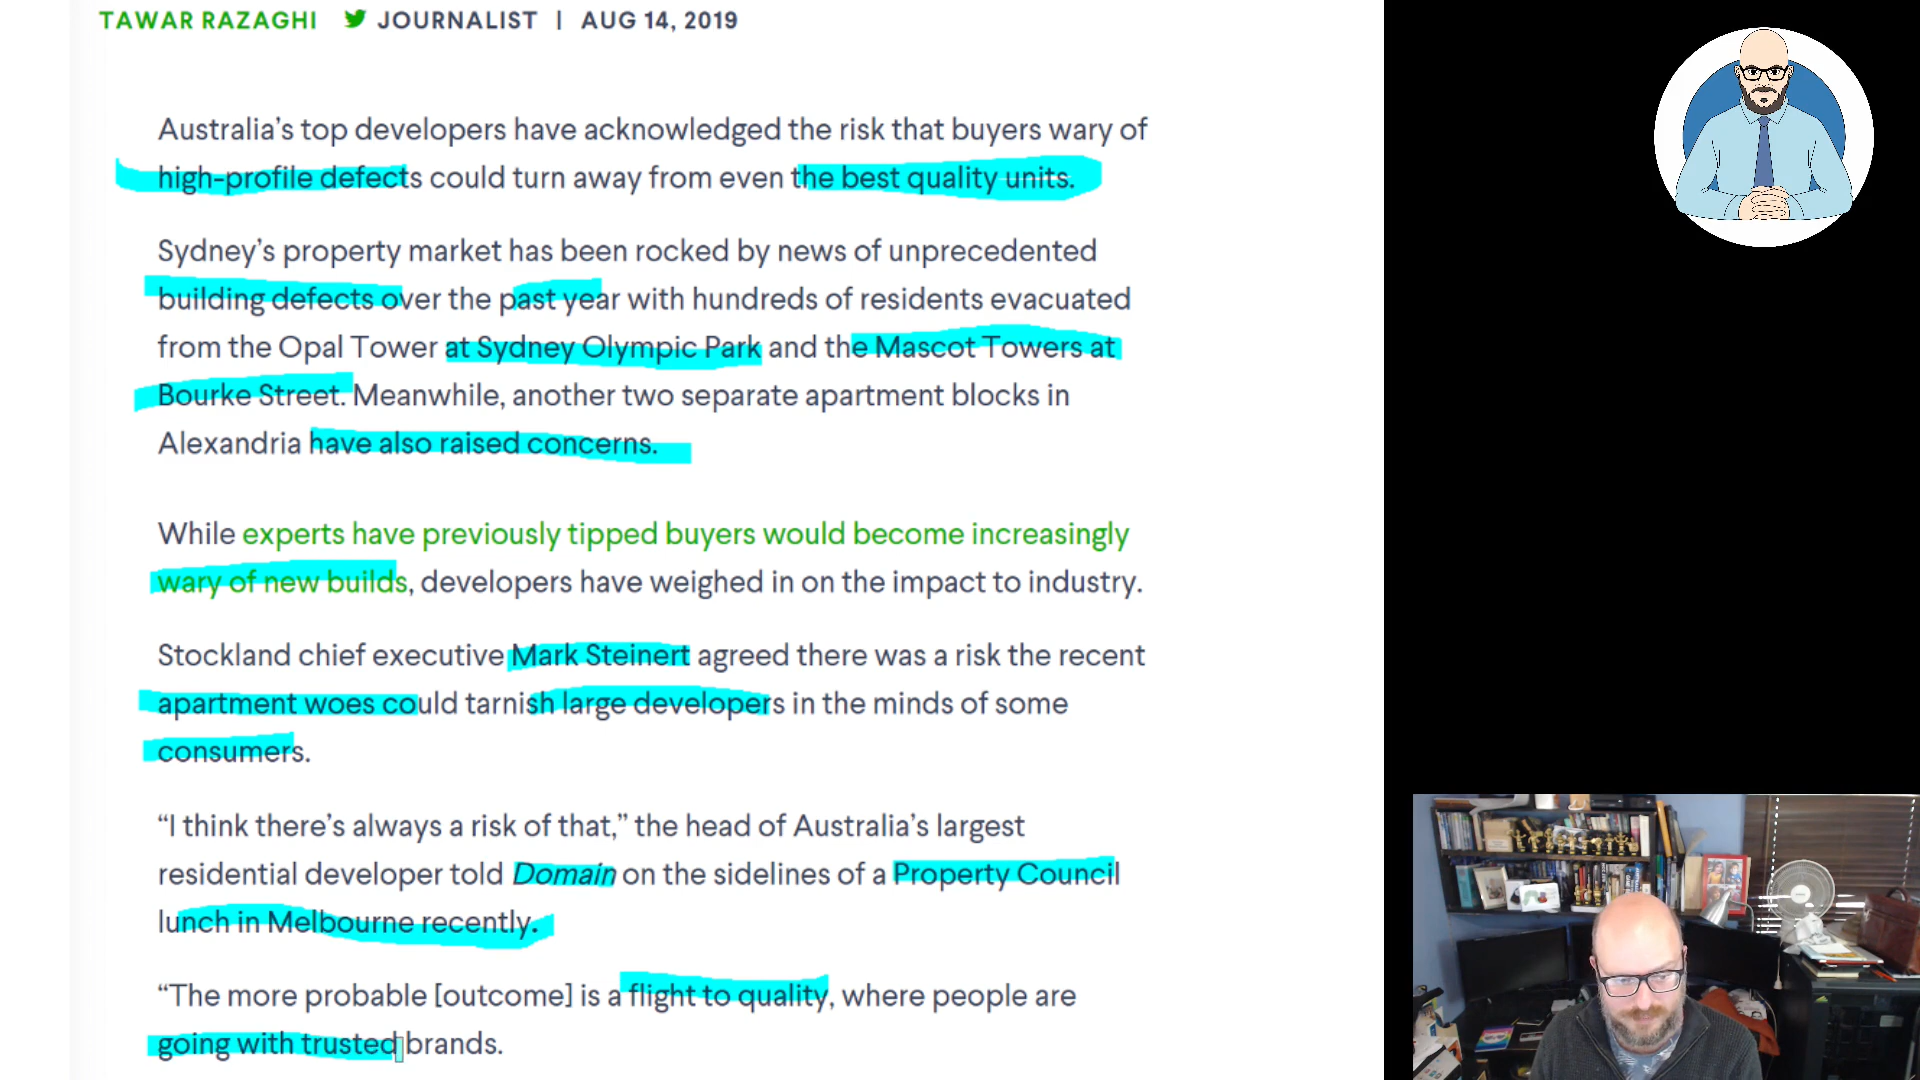 TAWAR RAZAGHI JOURNALIST | AUG 14, 2019
Australia’s top developers have acknowledged the risk that buyers wary of
high-profile defects could turn away from even the best quality units.
Sydney’s property market has been rocked by news of unprecedented
building defects over the past year with hundreds of residents evacuated
from the Opal Tower at Sydney Olympic Park and the Mascot Towers at
Bourke Street. Meanwhile, another two separate apartment blocks in
Alexandria have also raised concerns.
While experts have previously tipped buyers would become increasingly
wary of new builds, developers have weighed in on the impact to industry.
Stockland chief executive Mark Steinert agreed there was a risk the recent
apartment woes could tarnish large developers in the minds of some
consumers.
“I think there’s always a risk of that,” the head of Australia’s largest
residential developer told Domain on the sidelines of a Property Council
lunch in Melbourne recently.
“The more probable [outcome] is a flight to quality, where people are
going with trusted brands.